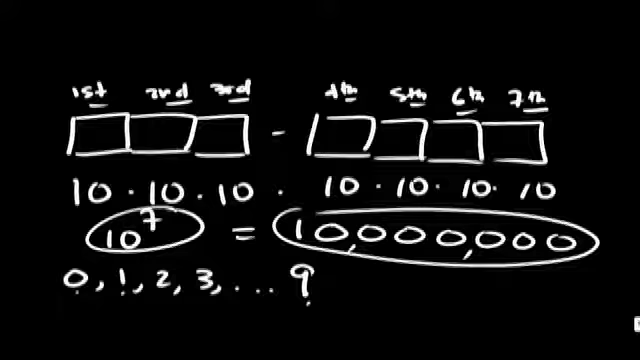 1st 2nd 3rd 4th 5th 6th 7th
-
10 · 10 · 10 · 10 · 10 · 10 · 10
10⁷ = 10,000,000
0, 1, 2, 3, .... 9